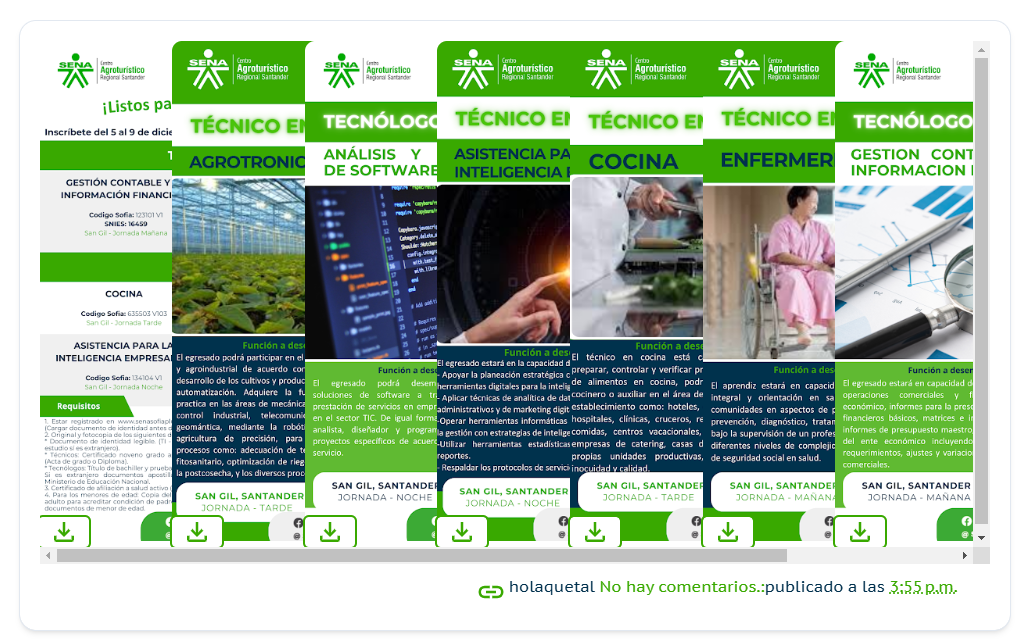 SENA
Centro
Agroturístico
Regional Santander
¡Listos pa
Inscríbete del 5 al 9 de dicie
T
GESTIÓN CONTABLE Y
INFORMACIÓN FINANCI
Codigo Sofia: 123101 V1
SNIES: 16459
San Gil - Jornada Mañana
COCINA
Codigo Sofia: 635503 V103
San Gil - Jornada Tarde
ASISTENCIA PARA LA
INTELIGENCIA EMPRESA
Codigo Sofia: 134104 V1
San Gil - Jornada Noche
Requisitos
1. Estar registrado en www.senasofiap
(Cargar documento de identidad antes d
2. Original y fotocopia de los siguientes d
* Documento de identidad legible (TI
estudio si es extranjero).
* Técnicos: Certificado noveno grado a
(Acta de grado o Diploma).
* Tecnólogos: Título de bachiller y prueba
Si es extranjero documentos aposti
Ministerio de Educación Nacional.
3. Certificado de afiliación a salud activo
4. Para los menores de edad: Copia del
adulto para acreditar condición de pad
documentos de menor de edad.
SENA
Centro
Agroturístico
Regional Santander
TÉCNICO EN
AGROTRONIC
Función a dese
El egresado podrá participar en el
y agroindustrial de acuerdo con
desarrollo de los cultivos y produc
automatización. Adquiere la fu
practica en las áreas de mecánica
control industrial, telecomunic
geomántica, mediante la robóti
agricultura de precisión, para
procesos como: adecuación de te
fitosanitario, optimización de rieg
la postcosecha, y los diversos proc
SAN GIL, SANTANDER
JORNADA - TARDE
@
SENA
Centro
Agroturístico
Regional Santander
TECNÓLOGO
ANÁLISIS Y
DE SOFTWARE
Función a dese
El egresado podrá desem
soluciones de software a tra
prestación de servicios en empr
en el sector TIC. De igual form
analista, diseñador y program
proyectos específicos de acuer
servicio.
SAN GIL, SANTANDER
JORNADA - NOCHE
SENA
Centro
Agroturístico
Regional Santander
TÉCNICO EN
ASISTENCIA PA
INTELIGENCIA E
Función a dese
El egresado estará en la capacidad d
- Apoyar la planeación estratégica c
herramientas digitales para la intelig
- Aplicar técnicas de analítica de dat
administrativos y de marketing digit
-Operar herramientas informáticas
la gestión con estrategias de intelige
-Utilizar herramientas estadísticas
reportes.
- Respaldar los protocolos de servici
SAN GIL, SANTANDER
JORNADA - NOCHE
@
SENA
Centro
Agroturístico
Regional Santander
TÉCNICO EN
COCINA
Función a dese
El técnico en cocina está c
preparar, controlar y verificar pr
de alimentos en cocina, podr
cocinero o auxiliar en el área de
establecimiento como: hoteles,
hospitales, clínicas, cruceros, re
comidas, centros vacacionales,
empresas de catering, casas d
propias unidades productivas,
inocuidad y calidad.
SAN GIL, SANTANDER
JORNADA - TARDE
SENA
Centro
Agroturístico
Regional Santander
TÉCNICO EN
ENFERMER
Función a dese
El aprendiz estará en capacid
integral y orientación en sa
comunidades en aspectos de p
prevención, diagnóstico, tratam
bajo la supervisión de un profes
diferentes niveles de complejic
de seguridad social en salud.
SAN GIL, SANTANDER
JORNADA - MAÑANA
@
SENA
Centro
Agroturístico
Regional Santander
TECNÓLOGO
GESTION CONT
INFORMACION F
Función a desen
El egresado estará en capacidad de
operaciones comerciales y fi
económico, informes para la prese
financieros básicos, matrices e in
informes de presupuesto maestro
del ente económico incluyendo
requerimientos, ajustes y variacion
comerciales.
SAN GIL, SANTANDER
JORNADA - MAÑANA
@
holaquetal No hay comentarios.:publicado a las 3:55 p.m.